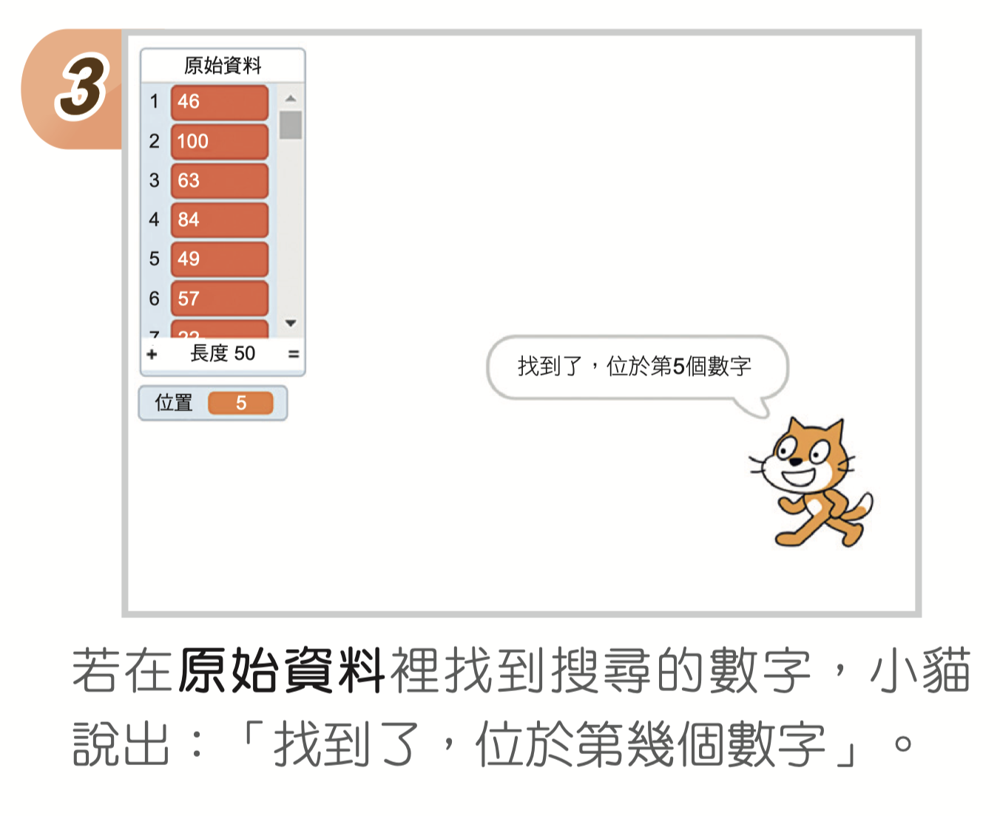 3
原始資料
1 46
2 100
3 63
4 84
5 49
6 57
7 22
+ 長度 50 =
位置 5
找到了，位於第5個數字
若在原始資料裡找到搜尋的數字，小貓
說出：「找到了，位於第幾個數字」。